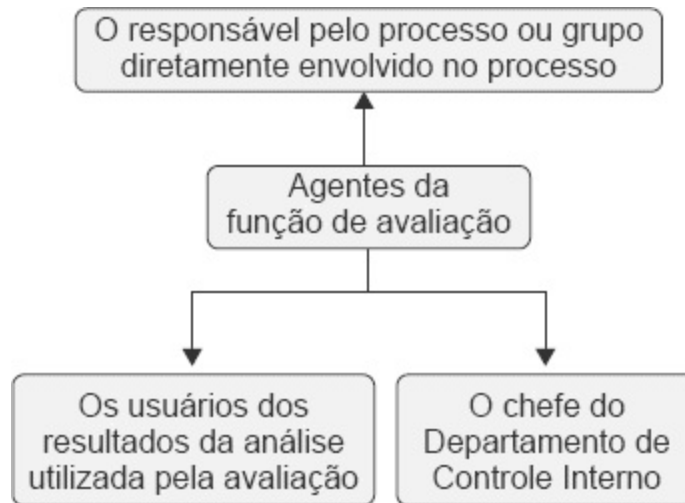 O responsável pelo processo ou grupo
diretamente envolvido no processo
Agentes da
função de avaliação
Os usuários dos
resultados da análise
utilizada pela avaliação
O chefe do
Departamento de
Controle Interno